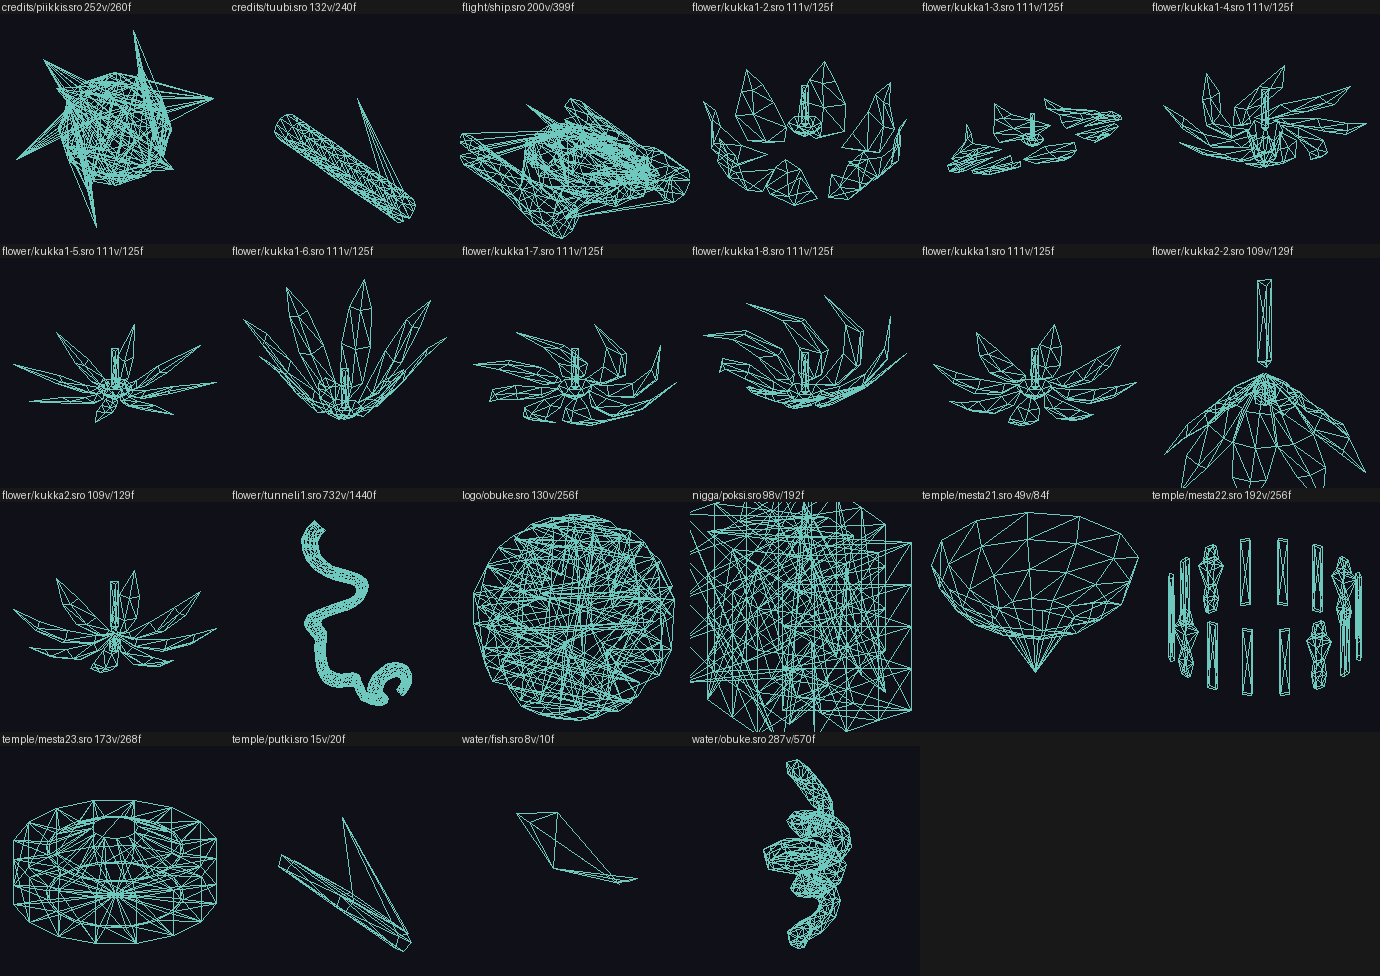 credits/piikkis.sro 252v/260f
credits/tuubi.sro 132v/240f
flight/ship.sro 200v/399f
flower/kukka1-2.sro 111v/125f
flower/kukka1-3.sro 111v/125f
flower/kukka1-4.sro 111v/125f
flower/kukka1-5.sro 111v/125f
flower/kukka1-6.sro 111v/125f
flower/kukka1-7.sro 111v/125f
flower/kukka1-8.sro 111v/125f
flower/kukka1.sro 111v/125f
flower/kukka2-2.sro 109v/129f
flower/kukka2.sro 109v/129f
flower/tunneli1.sro 732v/1440f
logo/obuke.sro 130v/256f
nigga/poksi.sro 98v/192f
temple/mesta21.sro 49v/84f
temple/mesta22.sro 192v/256f
temple/mesta23.sro 173v/268f
temple/putki.sro 15v/20f
water/fish.sro 8v/10f
water/obuke.sro 287v/570f